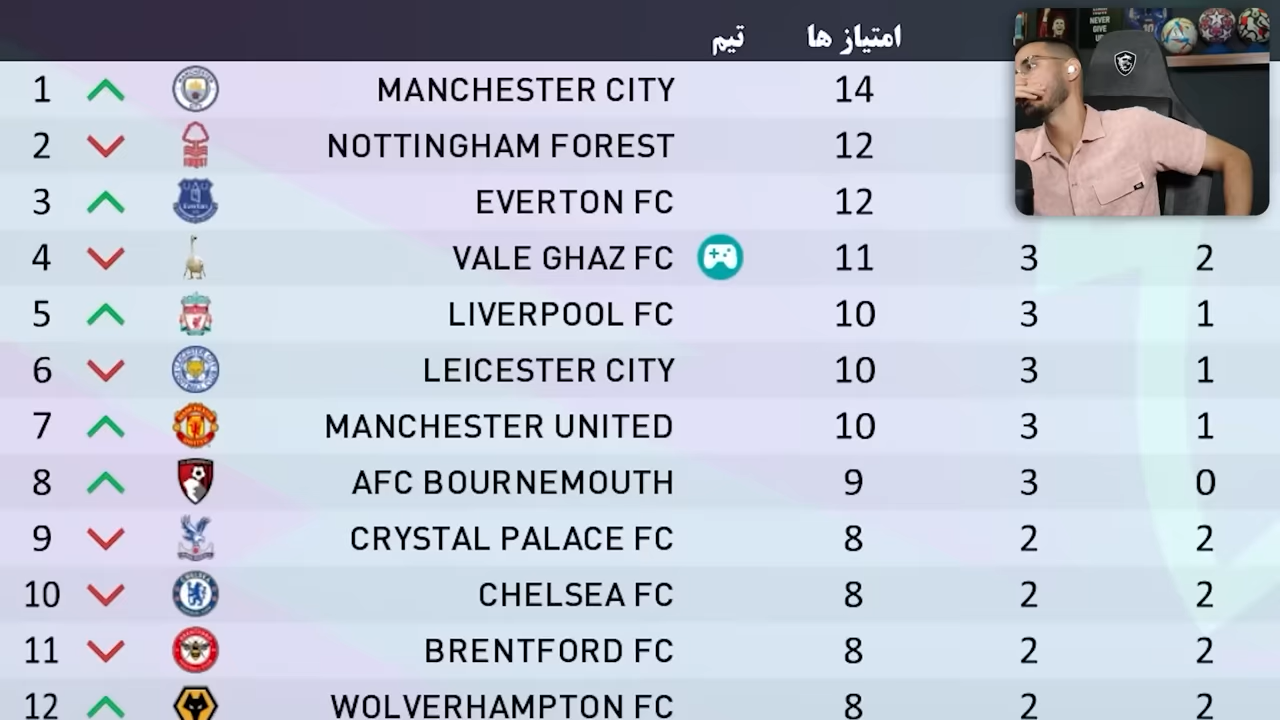 تیم امتیاز ها
1 MANCHESTER CITY 14
2 NOTTINGHAM FOREST 12
3 EVERTON FC 12
4 VALE GHAZ FC 11 3 2
5 LIVERPOOL FC 10 3 1
6 LEICESTER CITY 10 3 1
7 MANCHESTER UNITED 10 3 1
8 AFC BOURNEMOUTH 9 3 0
9 CRYSTAL PALACE FC 8 2 2
10 CHELSEA FC 8 2 2
11 BRENTFORD FC 8 2 2
12 WOLVERHAMPTON FC 8 2 2
NEVER
GIVE